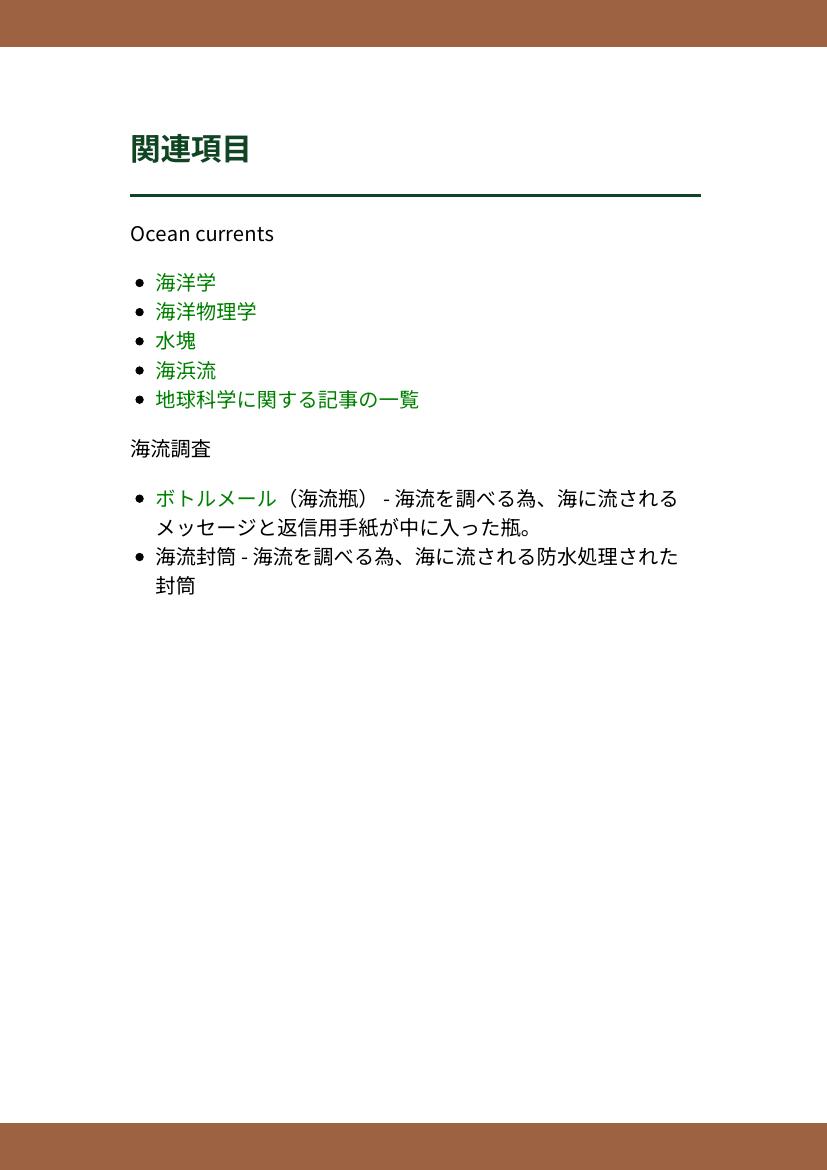 関連項目
Ocean currents
海洋学
海洋物理学
水塊
海浜流
地球科学に関する記事の一覧
海流調査
ボトルメール（海流瓶） - 海流を調べる為、海に流される
メッセージと返信用手紙が中に入った瓶。
海流封筒 - 海流を調べる為、海に流される防水処理された
封筒